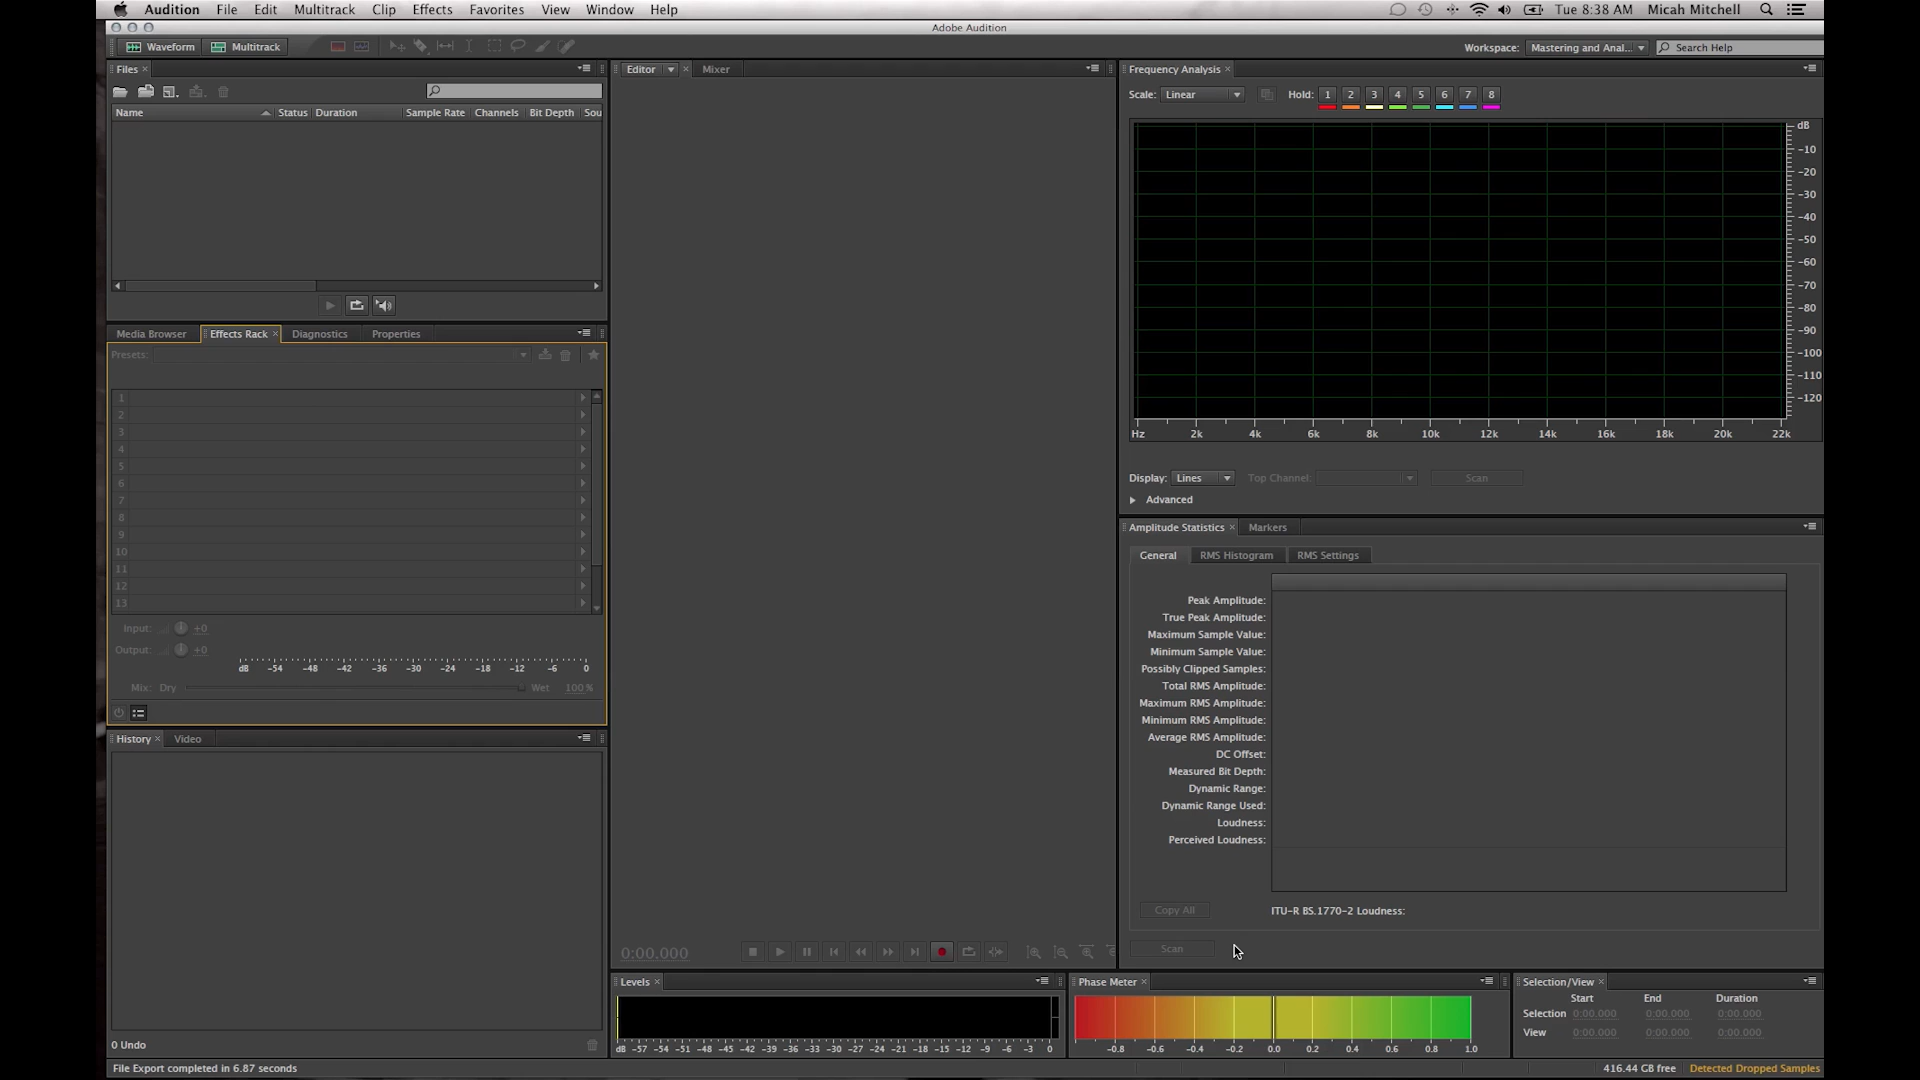 Audition File Edit Multitrack Clip Effects Favorites View Window Help Tue 8:38 AM Micah Mitchell
Adobe Audition
Waveform Multitrack Workspace: Mastering and Anal... Search Help
Files
Name Status Duration Sample Rate Channels Bit Depth Sou
Media Browser Effects Rack Diagnostics Properties
Presets:
1
2
3
4
5
6
7
8
9
10
11
12
13
Input: +0
Output: +0
dB -54 -48 -42 -36 -30 -24 -18 -12 -6 0
Mix: Dry Wet 100 %
History Video
0 Undo
File Export completed in 6.87 seconds
Editor Mixer
0:00.000
Levels
dB -57 -54 -51 -48 -45 -42 -39 -36 -33 -30 -27 -24 -21 -18 -15 -12 -9 -6 -3 0
Frequency Analysis
Scale: Linear Hold: 1 2 3 4 5 6 7 8
dB
-10
-20
-30
-40
-50
-60
-70
-80
-90
-100
-110
-120
Hz 2k 4k 6k 8k 10k 12k 14k 16k 18k 20k 22k
Display: Lines Top Channel: Scan
Advanced
Amplitude Statistics Markers
General RMS Histogram RMS Settings
Peak Amplitude:
True Peak Amplitude:
Maximum Sample Value:
Minimum Sample Value:
Possibly Clipped Samples:
Total RMS Amplitude:
Maximum RMS Amplitude:
Minimum RMS Amplitude:
Average RMS Amplitude:
DC Offset:
Measured Bit Depth:
Dynamic Range:
Dynamic Range Used:
Loudness:
Perceived Loudness:
Copy All ITU-R BS.1770-2 Loudness:
Scan
Phase Meter
-0.8 -0.6 -0.4 -0.2 0.0 0.2 0.4 0.6 0.8 1.0
Selection/View
Start End Duration
Selection 0:00.000 0:00.000 0:00.000
View 0:00.000 0:00.000 0:00.000
416.44 GB free Detected Dropped Samples